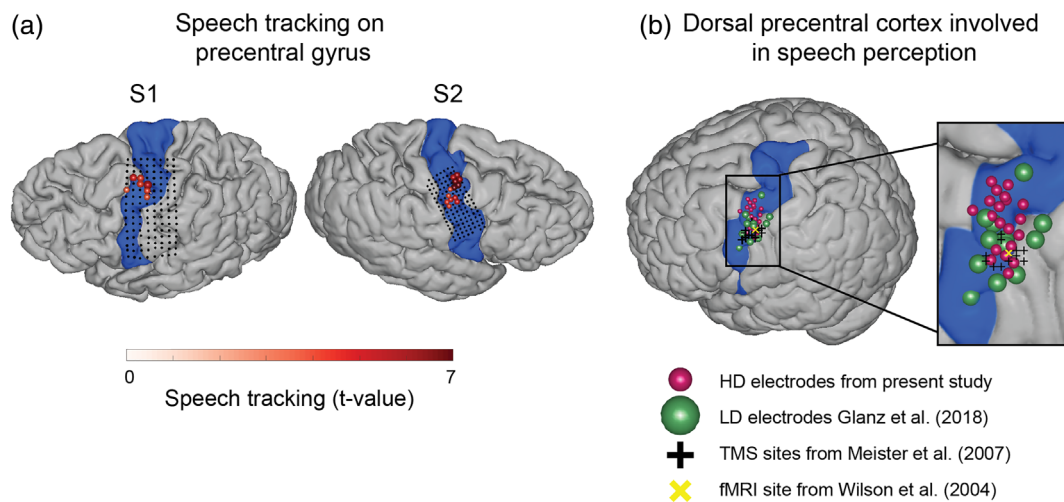 (a)
Speech tracking on
precentral gyrus
S1
S2
0
7
Speech tracking (t-value)
(b)
Dorsal precentral cortex involved
in speech perception
HD electrodes from present study
LD electrodes Glanz et al. (2018)
TMS sites from Meister et al. (2007)
fMRI site from Wilson et al. (2004)